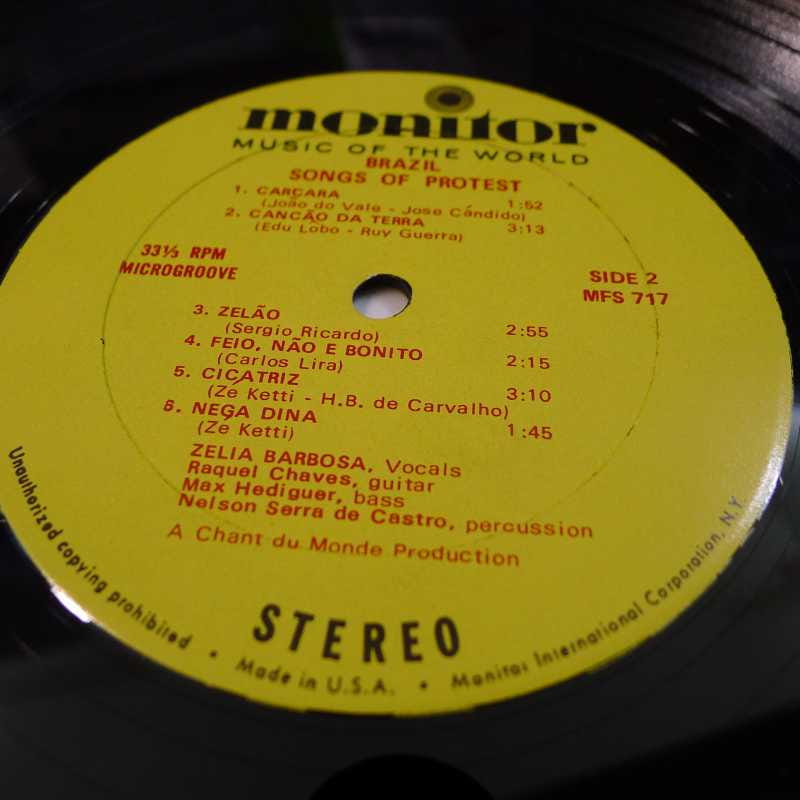 monitor
MUSIC OF THE WORLD
BRAZIL
SONGS OF PROTEST
1. CARCARA 1:52
(João do Vale - Jose Cándido)
2. CANCÃO DA TERRA 3:13
(Edu Lobo - Ruy Guerra)
33⅓ RPM
MICROGROOVE
SIDE 2
MFS 717
3. ZELÃO 2:55
(Sergio Ricardo)
4. FEIO, NÃO E BONITO 2:15
(Carlos Lira)
5. CICATRIZ 3:10
(Zé Ketti - H.B. de Carvalho)
6. NEGA DINA 1:45
(Zé Ketti)
ZELIA BARBOSA, Vocals
Raquel Chaves, guitar
Max Hediguer, bass
Nelson Serra de Castro, percussion
A Chant du Monde Production
STEREO
Unauthorized copying prohibited • Made in U.S.A. • Monitor International Corporation, N.Y.